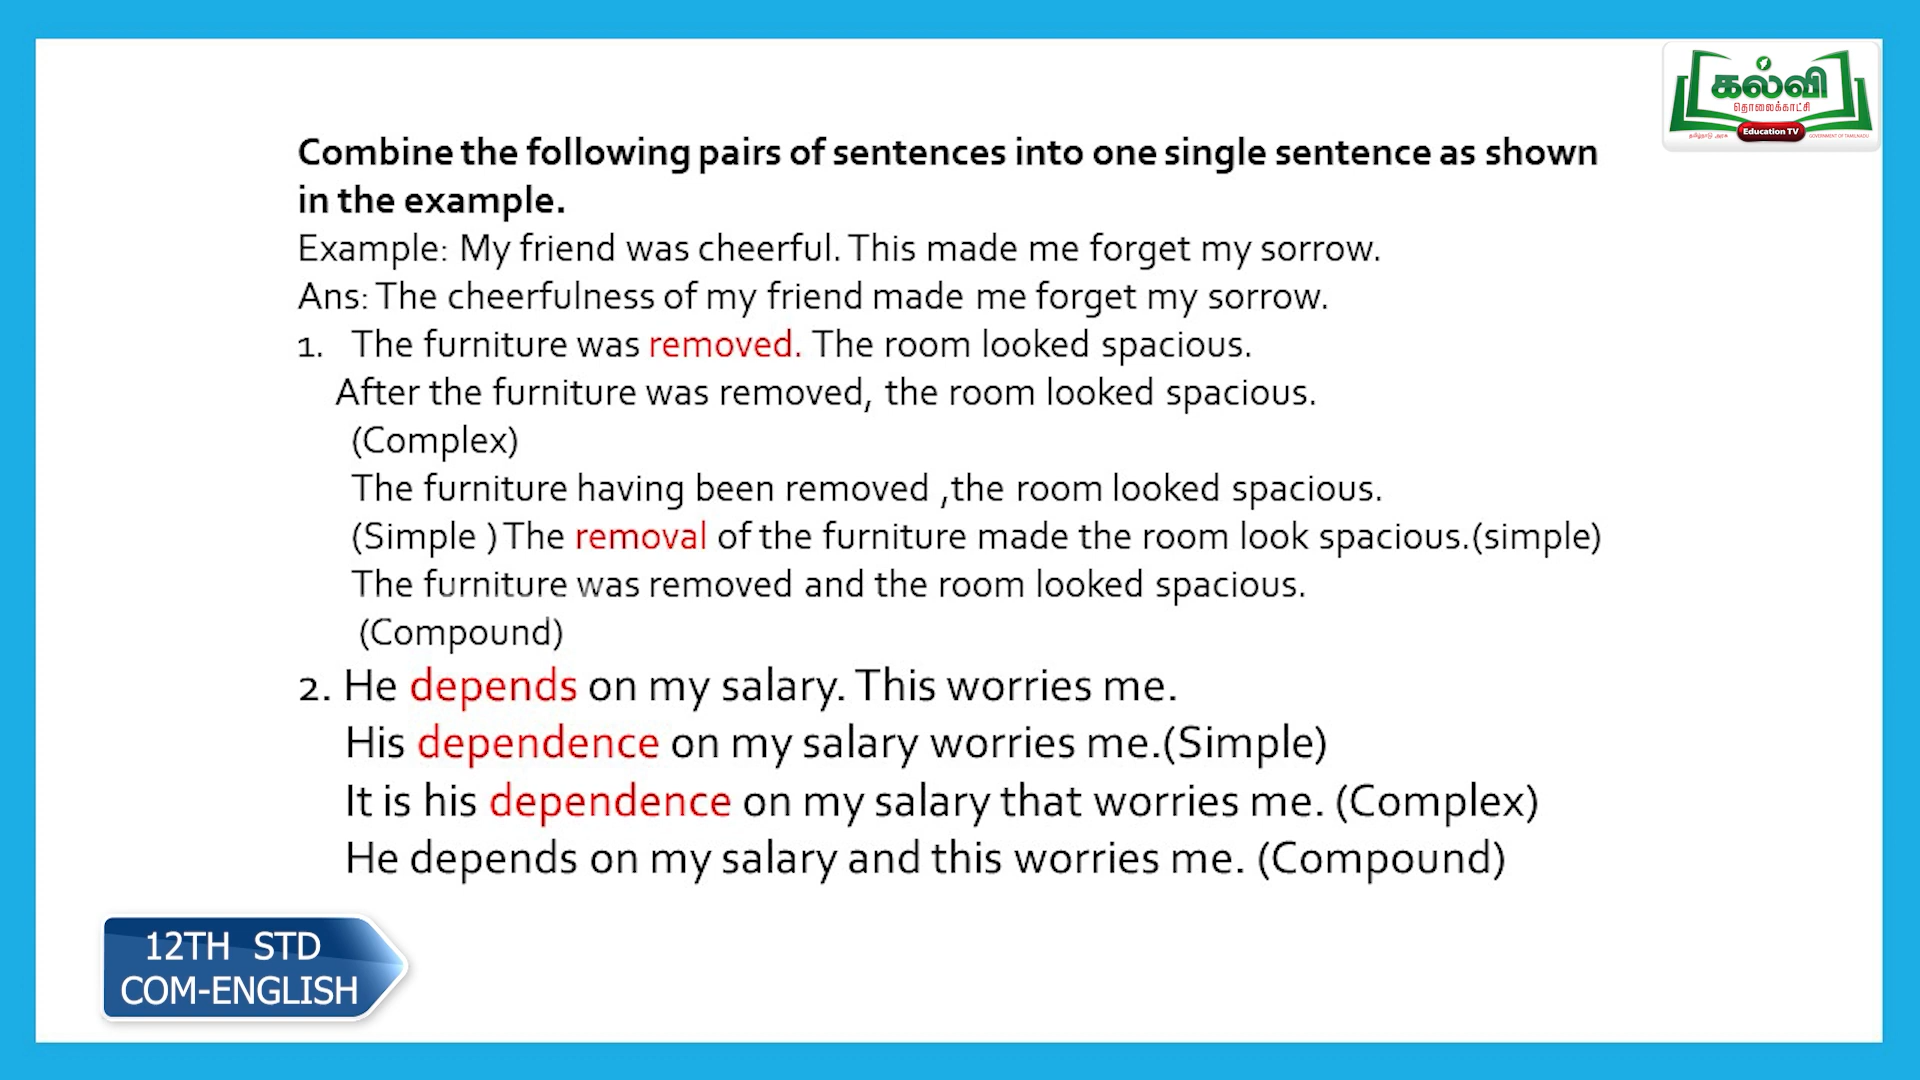 கல்வி
தொலைக்காட்சி
தமிழ்நாடு அரசு Education TV GOVERNMENT OF TAMILNADU
Combine the following pairs of sentences into one single sentence as shown
in the example.
Example: My friend was cheerful. This made me forget my sorrow.
Ans: The cheerfulness of my friend made me forget my sorrow.
1. The furniture was removed. The room looked spacious.
After the furniture was removed, the room looked spacious.
(Complex)
The furniture having been removed ,the room looked spacious.
(Simple ) The removal of the furniture made the room look spacious.(simple)
The furniture was removed and the room looked spacious.
(Compound)
2. He depends on my salary. This worries me.
His dependence on my salary worries me.(Simple)
It is his dependence on my salary that worries me. (Complex)
He depends on my salary and this worries me. (Compound)
12TH STD
COM-ENGLISH